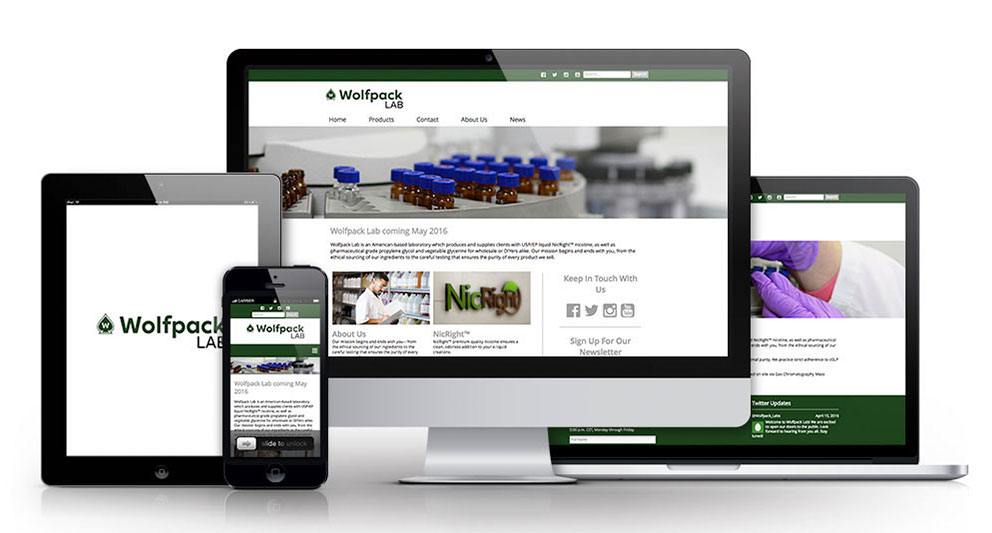 Wolfpack
LAB
CARRIER
Wolfpack
LAB
Wolfpack Lab coming May
2016
Wolfpack Lab is an American-based laboratory
which produces and supplies clients with USP/EP
liquid NicRight™ nicotine, as well as
pharmaceutical grade propylene glycol and
vegetable glycerine for wholesale or DIYers alike.
Our mission begins and ends with you, from the
ethical sourcing of our ingredients to the careful
slide to unlock
Search
Wolfpack
LAB
Home Products Contact About Us News
Wolfpack Lab coming May 2016
Wolfpack Lab is an American-based laboratory which produces and supplies clients with USP/EP liquid NicRight™ nicotine, as well as
pharmaceutical grade propylene glycol and vegetable glycerine for wholesale or DIYers alike. Our mission begins and ends with you, from the
ethical sourcing of our ingredients to the careful testing that ensures the purity of every product we sell.
NicRight
About Us
Our mission begins and ends with you—from
the ethical sourcing of our ingredients to the
careful testing that ensures the purity of every
NicRight™
NicRight™ premium quality nicotine ensures a
clean, odorless addition to your e-liquid
creations.
Keep In Touch With
Us
You
Tube
Sign Up For Our
Newsletter
Search
NicRight™ nicotine, as well as pharmaceutical
ends with you, from the ethical sourcing of our
purity. We practice strict adherence to cGLP
on site via Gas Chromatography Mass
5:00 p.m. CST, Monday through Friday.
Full Name
Twitter Updates
@Wolfpack_Labs April 15, 2016
Welcome to Wolfpack Lab! We are excited
to open our doors to the public. Look
forward to hearing from you all. Stay
tuned!